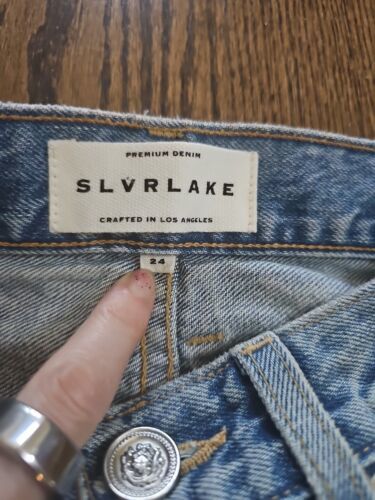 PREMIUM DENIM
SLVRLAKE
CRAFTED IN LOS ANGELES
24